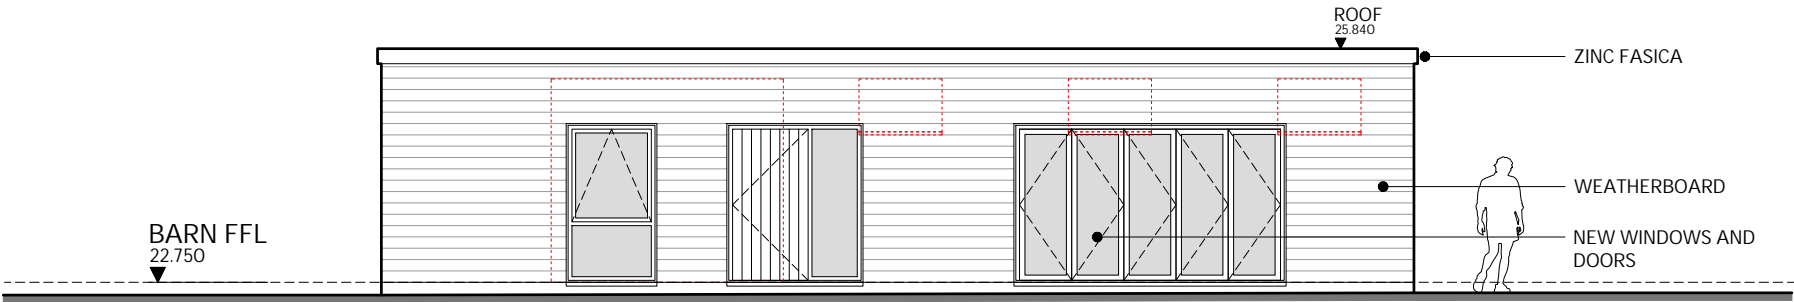 ROOF
25.840
ZINC FASICA
WEATHERBOARD
BARN FFL
22.750
NEW WINDOWS AND
DOORS